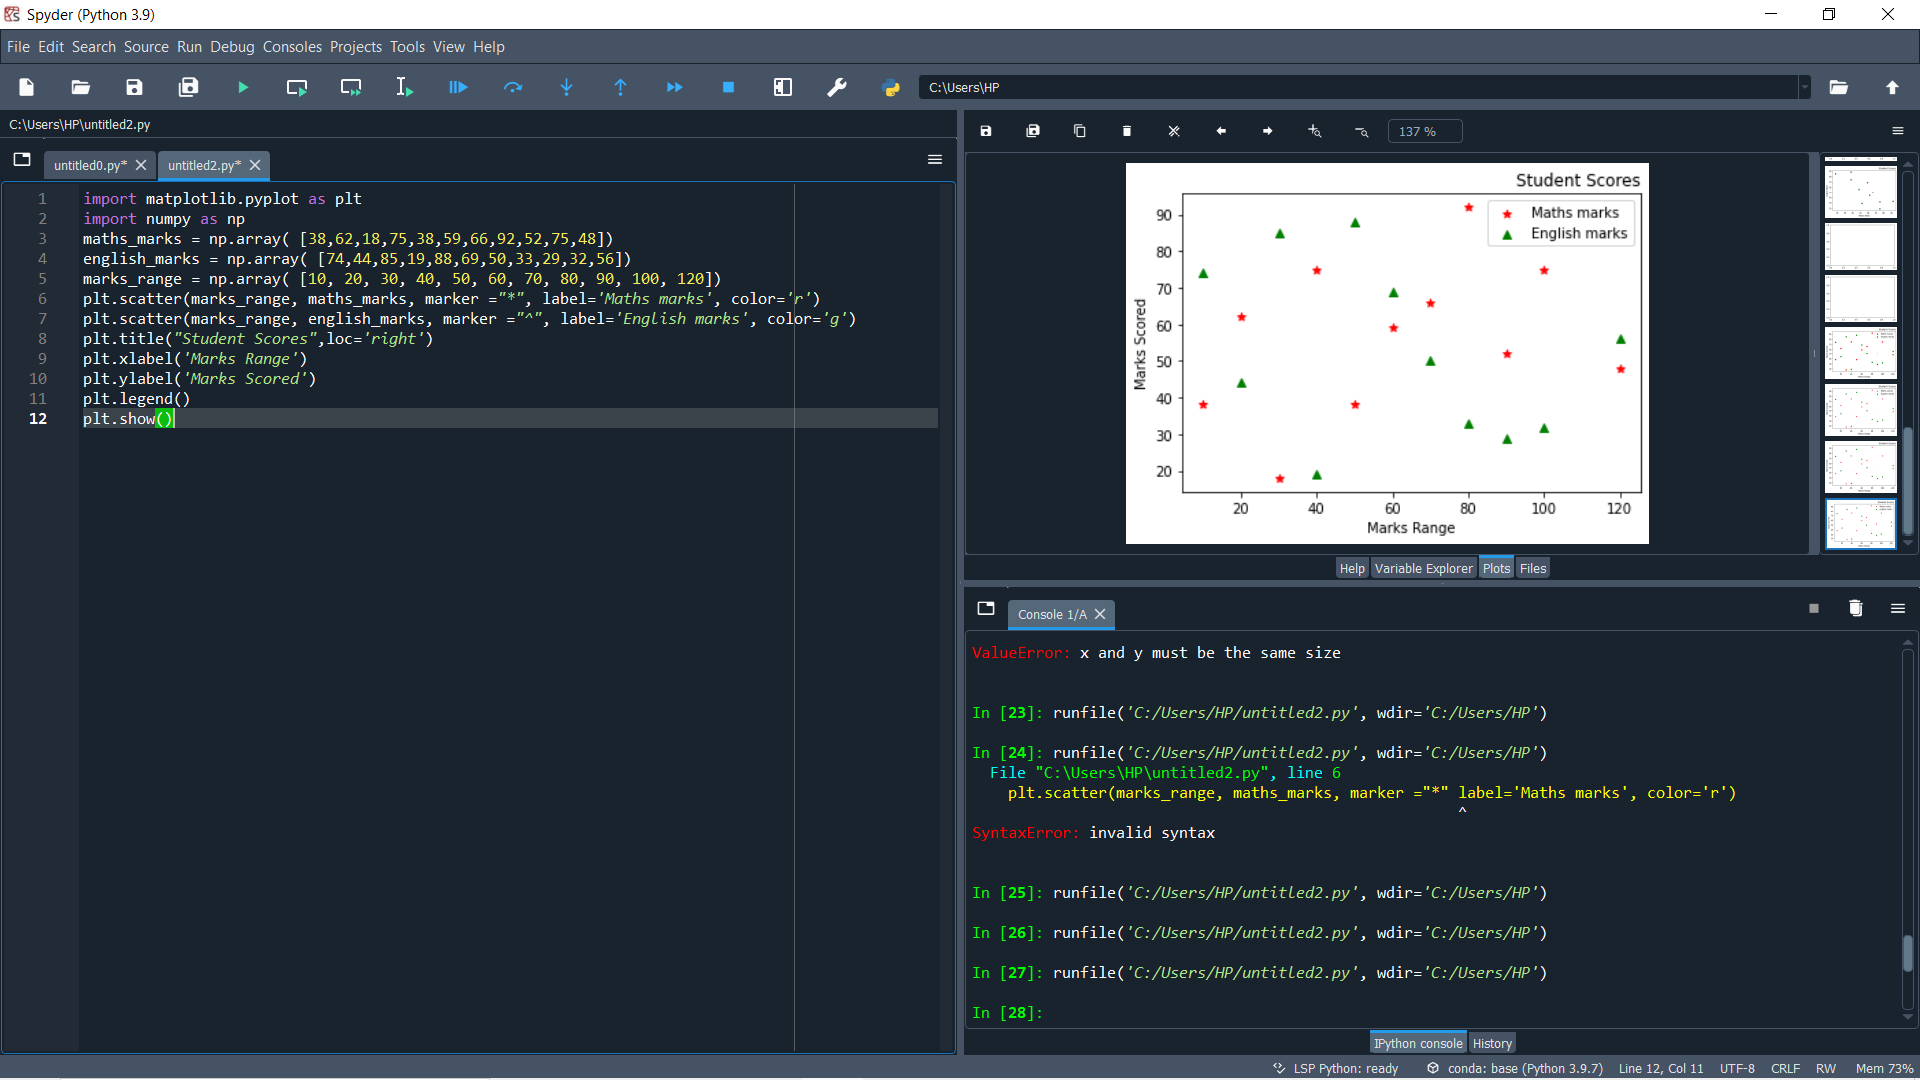 Spyder (Python 3.9)
File Edit Search Source Run Debug Consoles Projects Tools View Help
C:\Users\HP
C:\Users\HP\untitled2.py
untitled0.py*
untitled2.py*
1 import matplotlib.pyplot as plt
2 import numpy as np
3 maths_marks = np.array( [38,62,18,75,38,59,66,92,52,75,48])
4 english_marks = np.array( [74,44,85,19,88,69,50,33,29,32,56])
5 marks_range = np.array( [10, 20, 30, 40, 50, 60, 70, 80, 90, 100, 120])
6 plt.scatter(marks_range, maths_marks, marker ="*", label='Maths marks', color='r')
7 plt.scatter(marks_range, english_marks, marker ="^", label='English marks', color='g')
8 plt.title("Student Scores",loc='right')
9 plt.xlabel('Marks Range')
10 plt.ylabel('Marks Scored')
11 plt.legend()
12 plt.show()
137 %
Student Scores
Maths marks
English marks
Marks Scored
90
80
70
60
50
40
30
20
20 40 60 80 100 120
Marks Range
Help Variable Explorer Plots Files
Console 1/A
ValueError: x and y must be the same size
In [23]: runfile('C:/Users/HP/untitled2.py', wdir='C:/Users/HP')
In [24]: runfile('C:/Users/HP/untitled2.py', wdir='C:/Users/HP')
File "C:\Users\HP\untitled2.py", line 6
plt.scatter(marks_range, maths_marks, marker ="*" label='Maths marks', color='r')
^
SyntaxError: invalid syntax
In [25]: runfile('C:/Users/HP/untitled2.py', wdir='C:/Users/HP')
In [26]: runfile('C:/Users/HP/untitled2.py', wdir='C:/Users/HP')
In [27]: runfile('C:/Users/HP/untitled2.py', wdir='C:/Users/HP')
In [28]:
IPython console History
LSP Python: ready conda: base (Python 3.9.7) Line 12, Col 11 UTF-8 CRLF RW Mem 73%